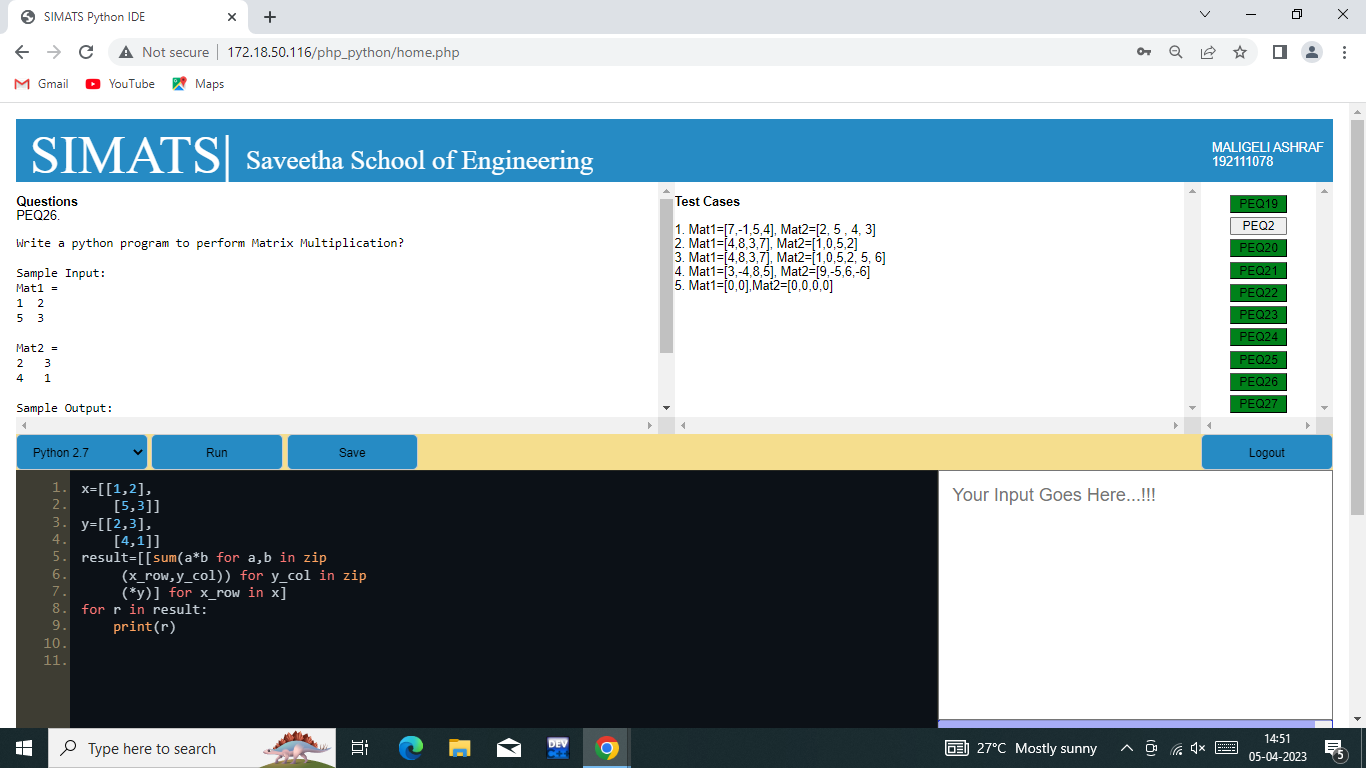 SIMATS Python IDE
Not secure
172.18.50.116/php_python/home.php
Gmail
YouTube
Maps
SIMATS|
Saveetha School of Engineering
MALIGELI ASHRAF
192111078
Questions
PEQ26.
Write a python program to perform Matrix Multiplication?
Sample Input:
Mat1 =
1 2
5 3
Mat2 =
2 3
4 1
Sample Output:
Test Cases
1. Mat1=[7,-1,5,4], Mat2=[2, 5 , 4, 3]
2. Mat1=[4,8,3,7], Mat2=[1,0,5,2]
3. Mat1=[4,8,3,7], Mat2=[1,0,5,2, 5, 6]
4. Mat1=[3,-4,8,5], Mat2=[9,-5,6,-6]
5. Mat1=[0,0],Mat2=[0,0,0,0]
PEQ19
PEQ2
PEQ20
PEQ21
PEQ22
PEQ23
PEQ24
PEQ25
PEQ26
PEQ27
Python 2.7
Run
Save
Logout
1. x=[[1,2],
2.     [5,3]]
3. y=[[2,3],
4.     [4,1]]
5. result=[[sum(a*b for a,b in zip
6.      (x_row,y_col)) for y_col in zip
7.      (*y)] for x_row in x]
8. for r in result:
9.     print(r)
10.
11.
Your Input Goes Here...!!!
Type here to search
DEV
27°C Mostly sunny
14:51
05-04-2023
5